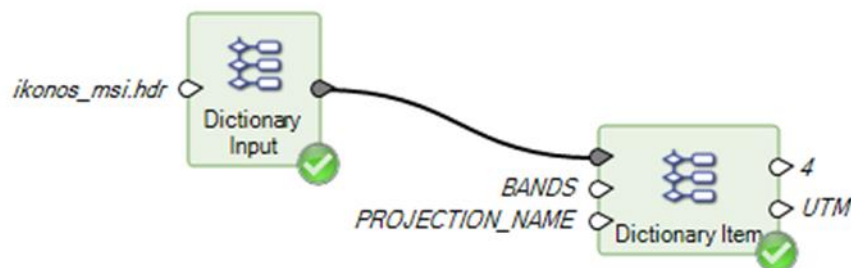 ikonos_msi.hdr
Dictionary
Input
BANDS
PROJECTION_NAME
Dictionary Item
4
UTM